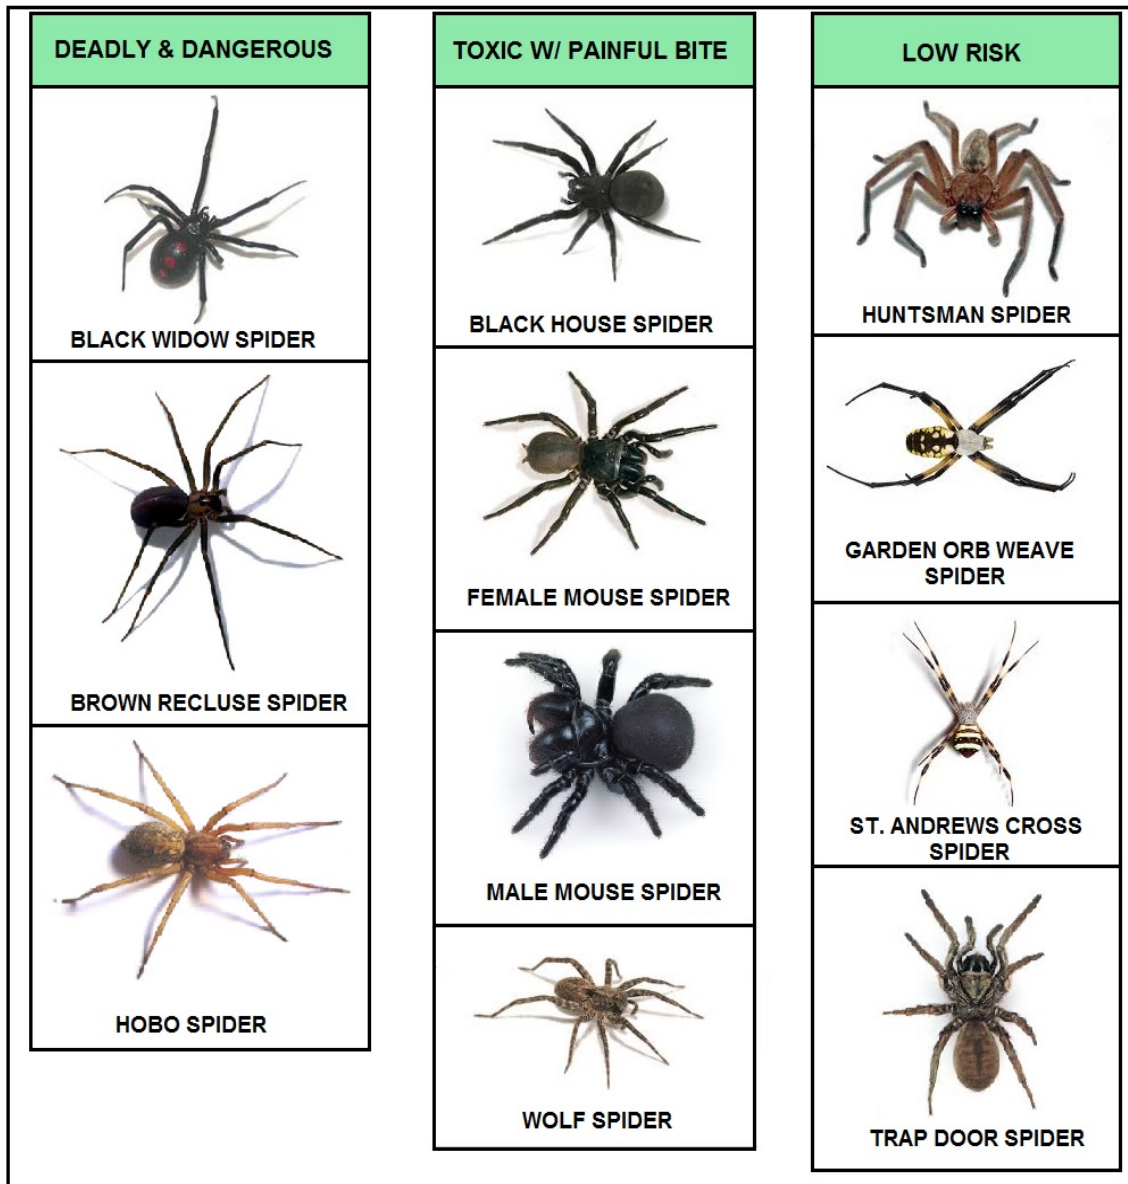 DEADLY & DANGEROUS
BLACK WIDOW SPIDER
BROWN RECLUSE SPIDER
HOBO SPIDER
TOXIC W/ PAINFUL BITE
BLACK HOUSE SPIDER
FEMALE MOUSE SPIDER
MALE MOUSE SPIDER
WOLF SPIDER
LOW RISK
HUNTSMAN SPIDER
GARDEN ORB WEAVE
SPIDER
ST. ANDREWS CROSS
SPIDER
TRAP DOOR SPIDER